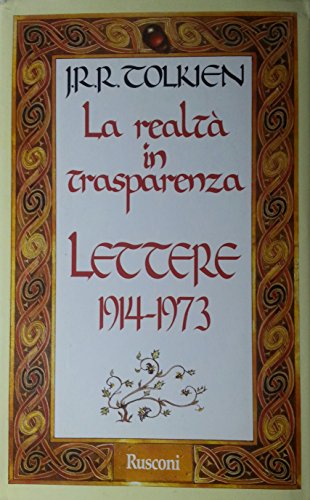 J.R.R. TOLKIEN
La realtà
in
trasparenza
LETTERE
1914-1973
Rusconi